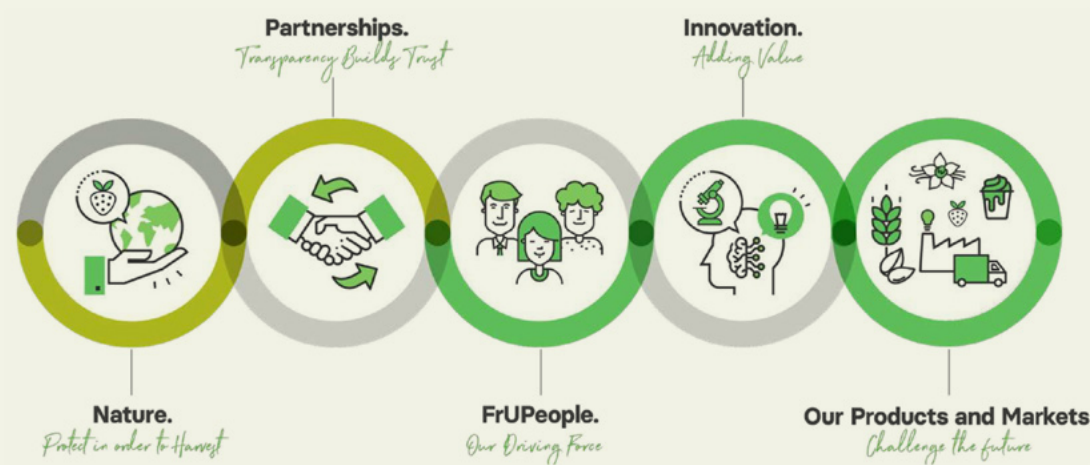 Partnerships.
Transparency Builds Trust
Innovation.
Adding Value
Nature.
Protect in order to Harvest
FrUPeople.
Our Driving Force
Our Products and Markets
Challenge the future